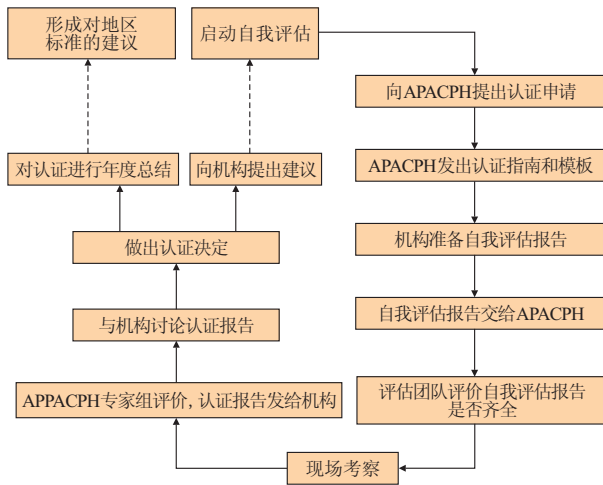 形成对地区
标准的建议
启动自我评估
向APACPH提出认证申请
对认证进行年度总结
向机构提出建议
APACPH发出认证指南和模板
做出认证决定
机构准备自我评估报告
与机构讨论认证报告
自我评估报告交给APACPH
APPACPH专家组评价，认证报告发给机构
评估团队评价自我评估报告
是否齐全
现场考察